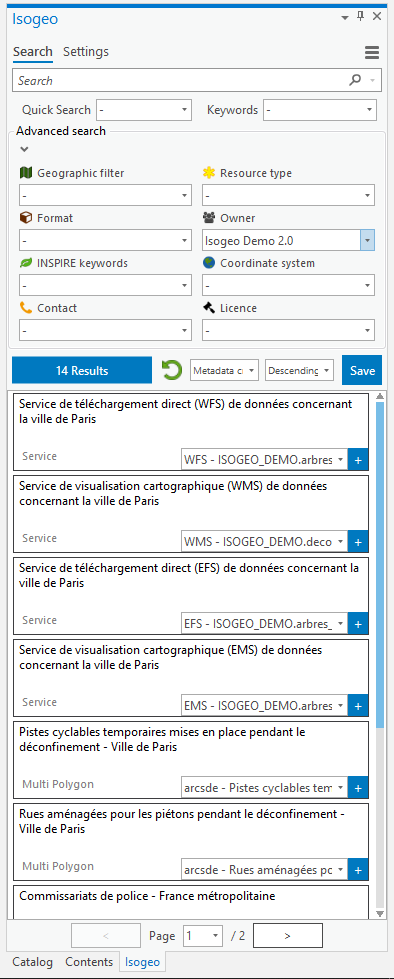 Isogeo
Search Settings
Search
Quick Search - Keywords -
Advanced search
Geographic filter Resource type
- -
Format Owner
- Isogeo Demo 2.0
INSPIRE keywords Coordinate system
- -
Contact Licence
- -
14 Results Metadata c Descending Save
Service de téléchargement direct (WFS) de données concernant
la ville de Paris
Service WFS - ISOGEO_DEMO.arbres +
Service de visualisation cartographique (WMS) de données
concernant la ville de Paris
Service WMS - ISOGEO_DEMO.deco +
Service de téléchargement direct (EFS) de données concernant la
ville de Paris
Service EFS - ISOGEO_DEMO.arbres_ +
Service de visualisation cartographique (EMS) de données
concernant la ville de Paris
Service EMS - ISOGEO_DEMO.arbres +
Pistes cyclables temporaires mises en place pendant le
déconfinement - Ville de Paris
Multi Polygon arcsde - Pistes cyclables tem +
Rues aménagées pour les piétons pendant le déconfinement -
Ville de Paris
Multi Polygon arcsde - Rues aménagées po +
Commissariats de police - France métropolitaine
< Page 1 / 2 >
Catalog Contents Isogeo